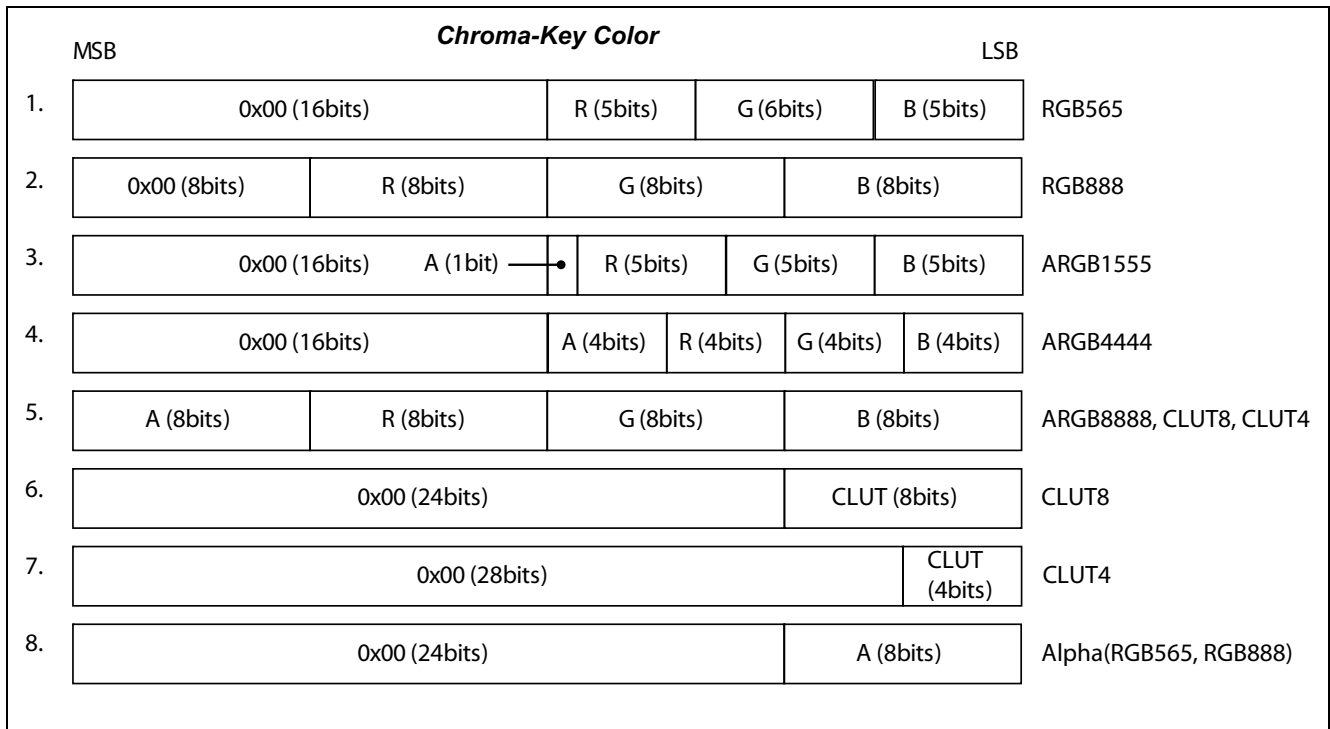 Chroma-Key Color
MSB LSB
1. 0x00 (16bits) R (5bits) G (6bits) B (5bits) RGB565
2. 0x00 (8bits) R (8bits) G (8bits) B (8bits) RGB888
3. 0x00 (16bits) A (1bit) R (5bits) G (5bits) B (5bits) ARGB1555
4. 0x00 (16bits) A (4bits) R (4bits) G (4bits) B (4bits) ARGB4444
5. A (8bits) R (8bits) G (8bits) B (8bits) ARGB8888, CLUT8, CLUT4
6. 0x00 (24bits) CLUT (8bits) CLUT8
7. 0x00 (28bits) CLUT (4bits) CLUT4
8. 0x00 (24bits) A (8bits) Alpha(RGB565, RGB888)